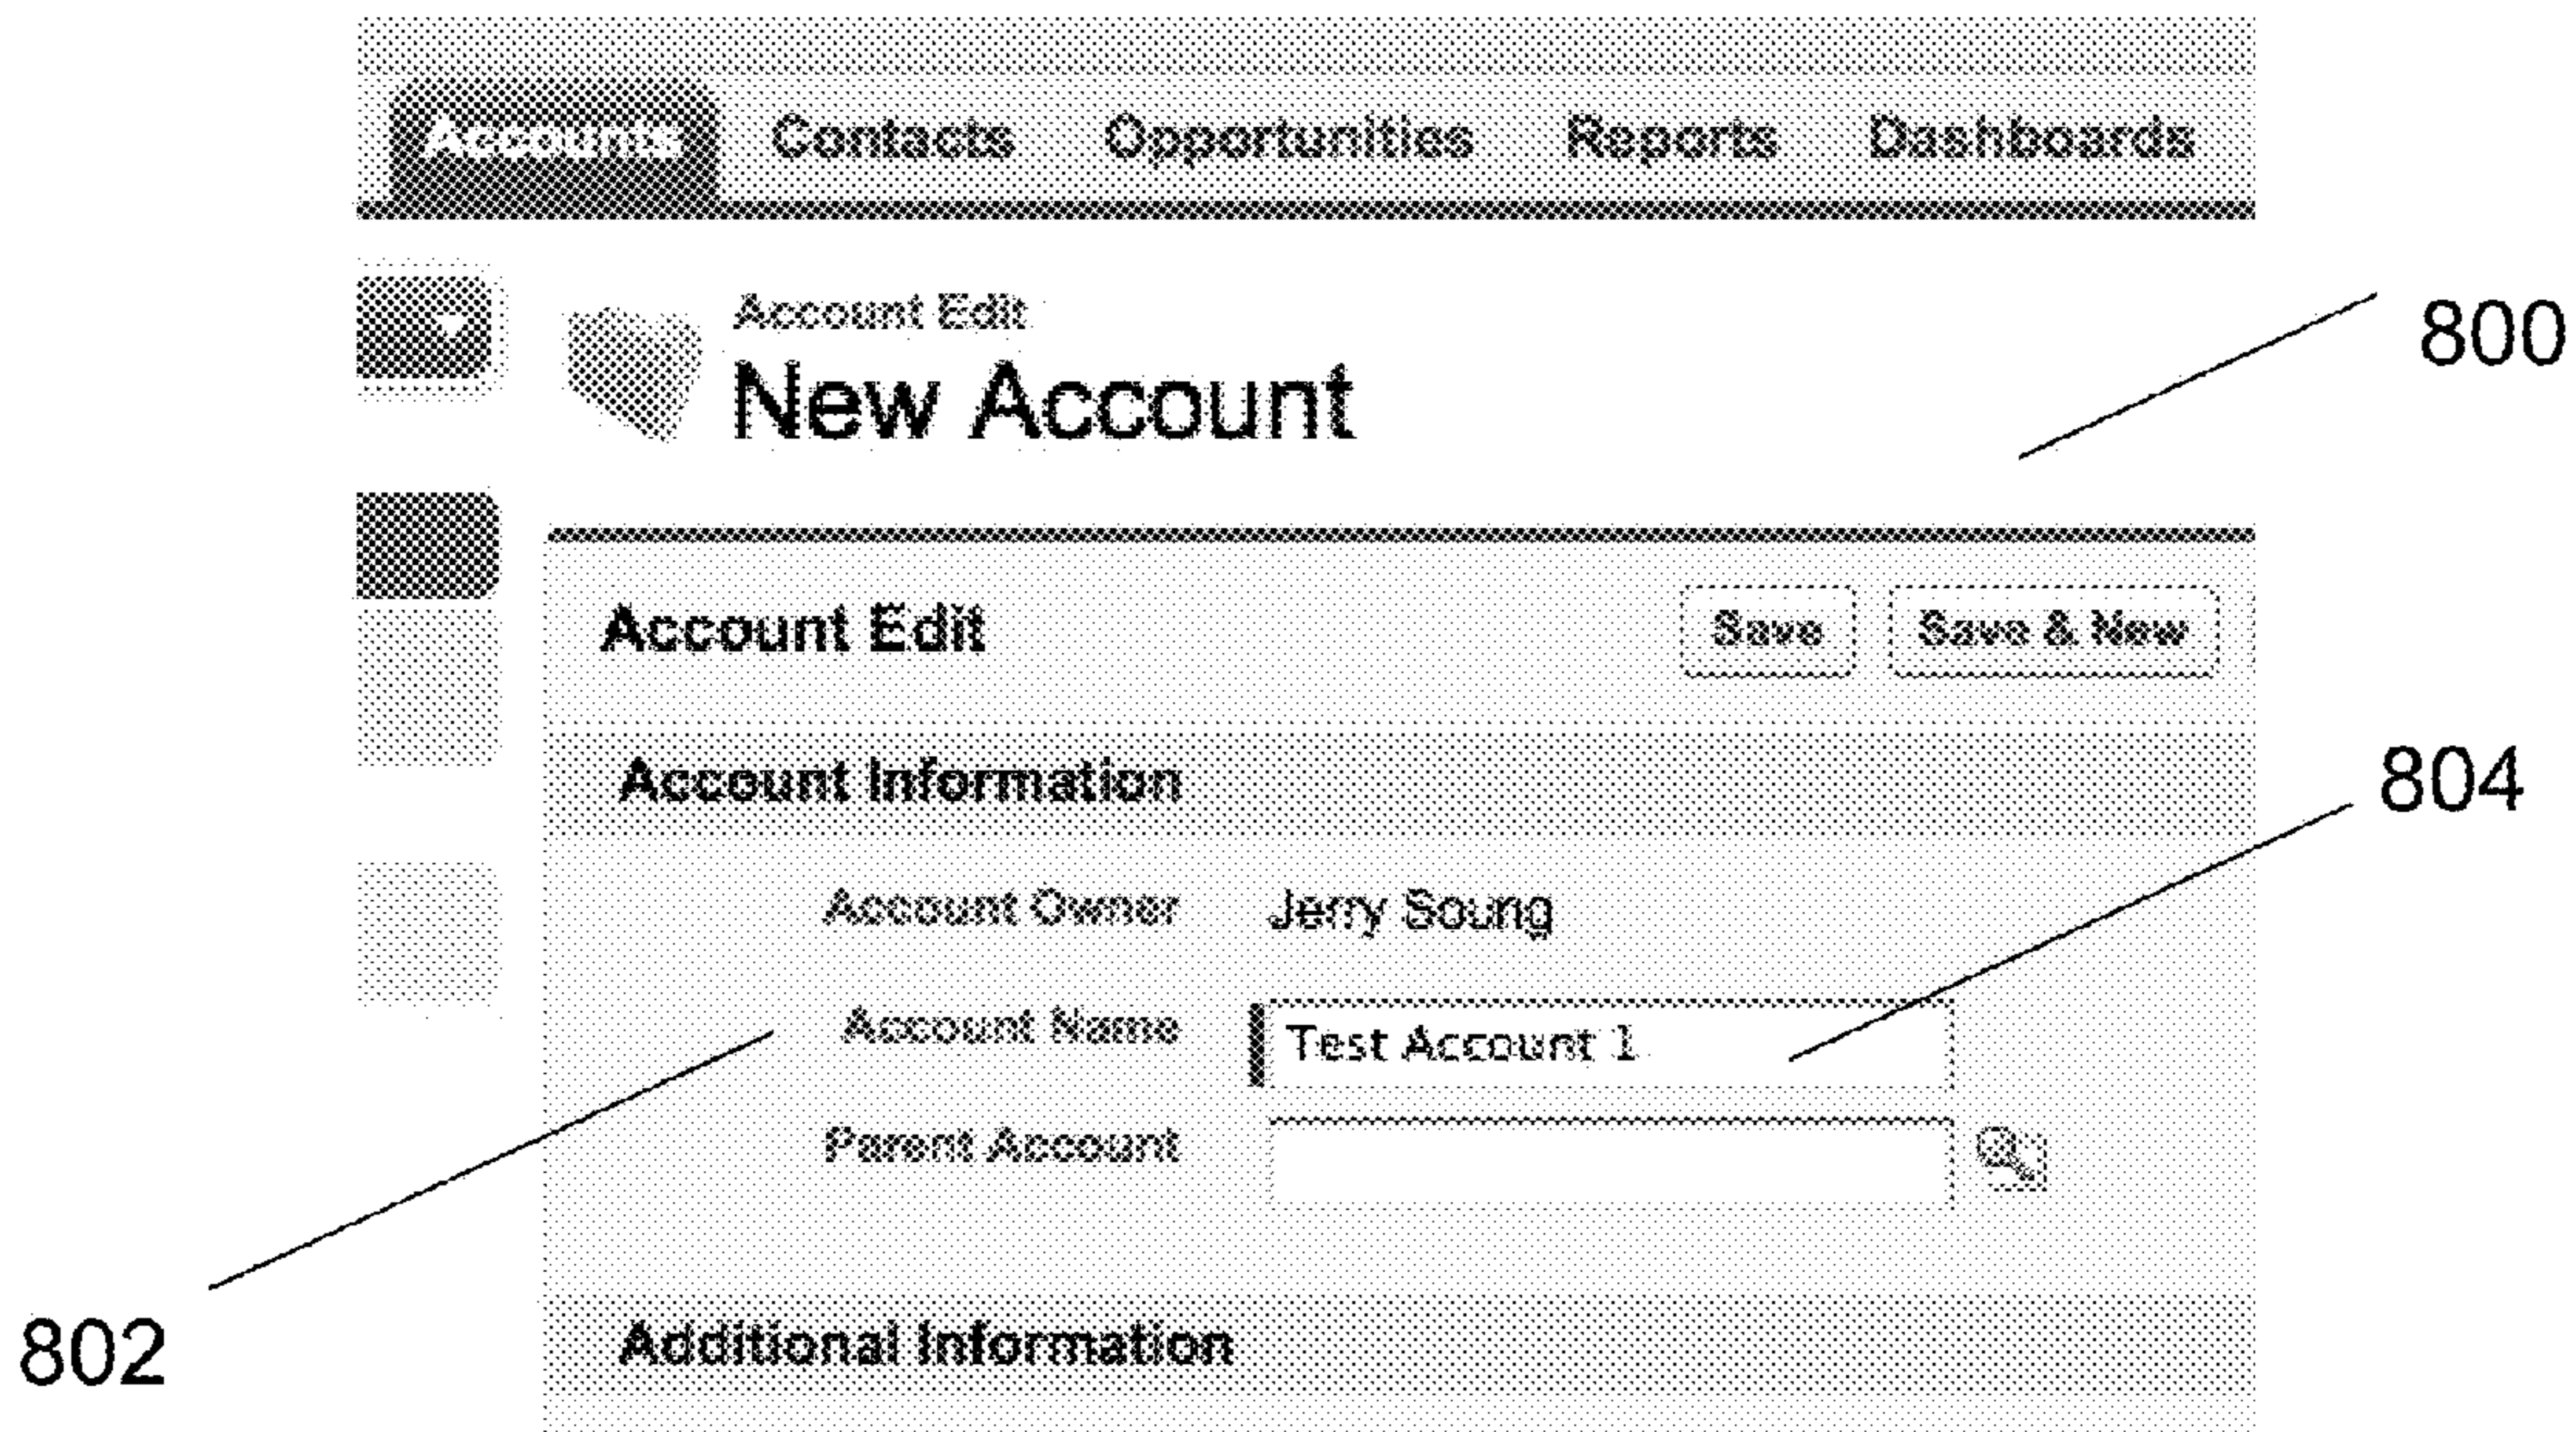 Accounts Contacts Opportunities Reports Dashboards
Account Edit
New Account
800
Account Edit Save Save & New
Account Information
804
Account Owner Jerry Soung
Account Name Test Account 1
Parent Account
802
Additional Information